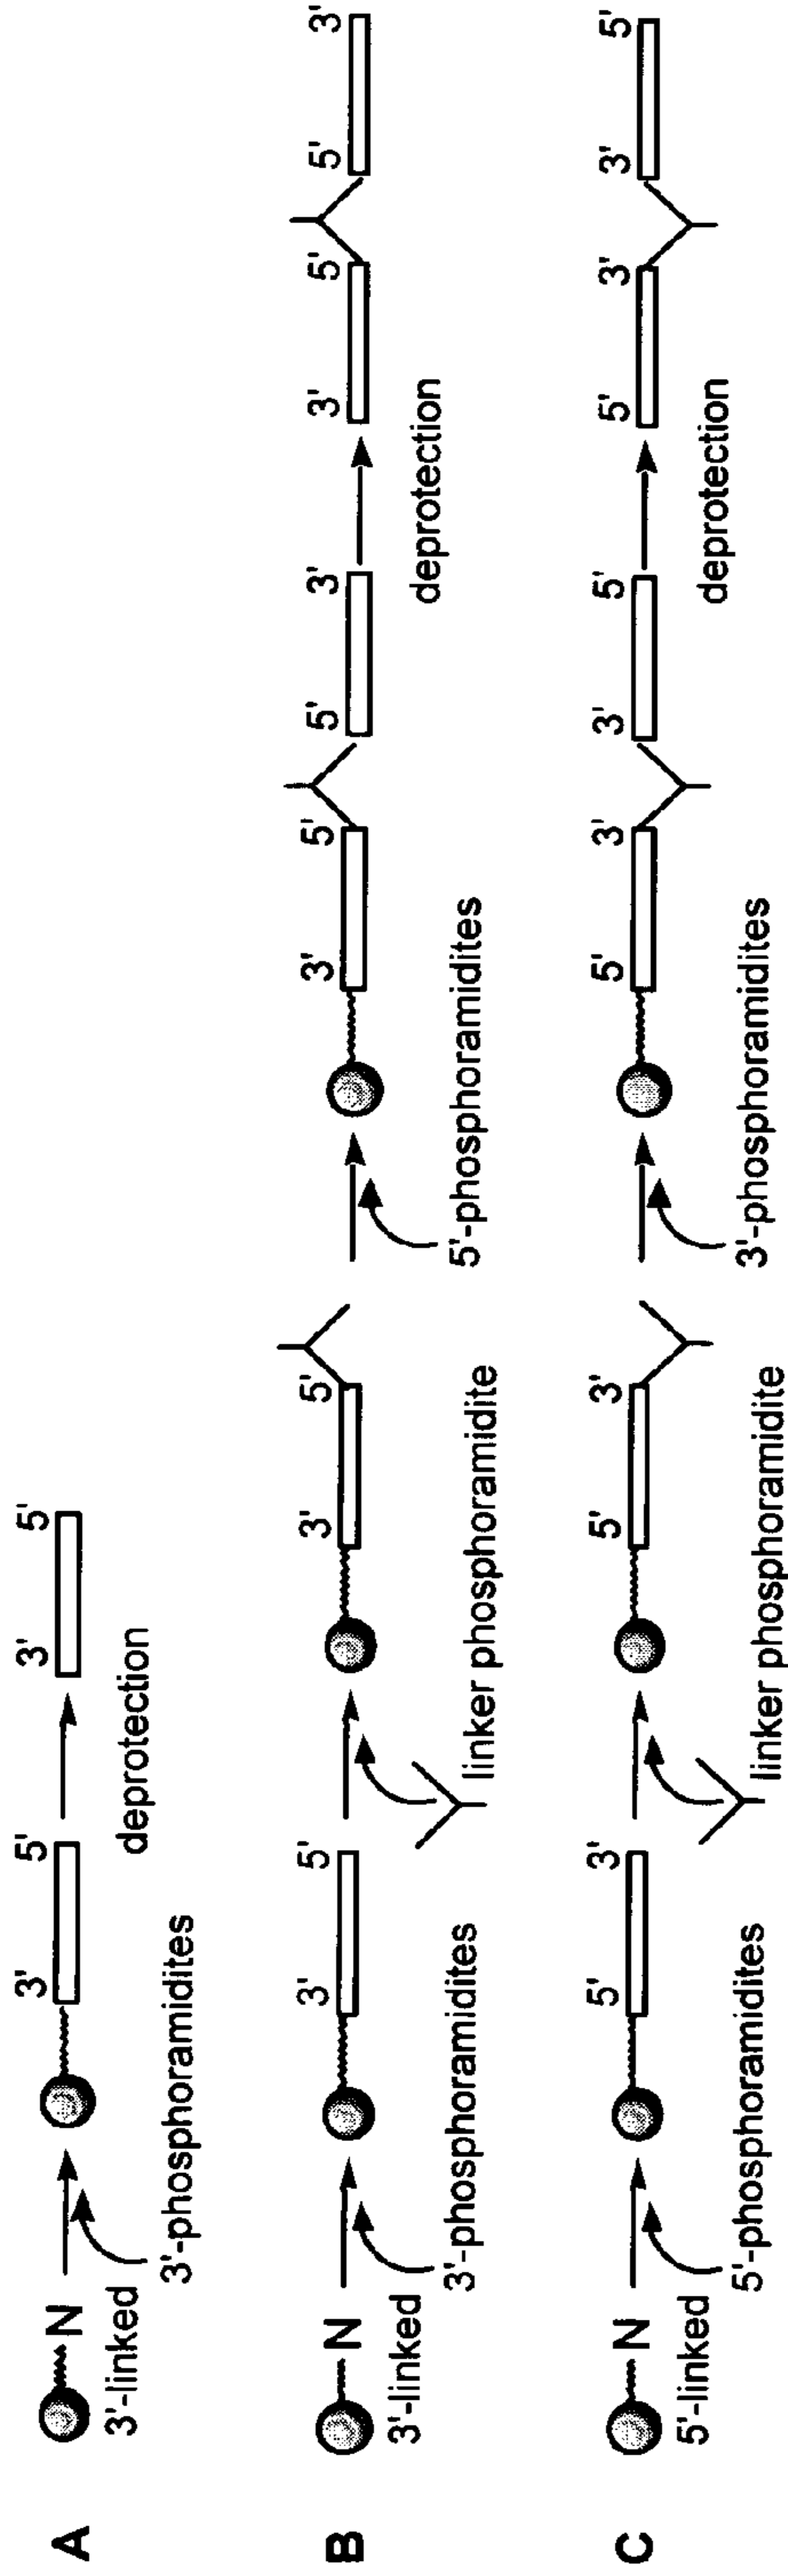 A
N
3'-linked
3'-phosphoramidites
3' 5'
deprotection
3' 5'
B
N
3'-linked
3'-phosphoramidites
3' 5'
linker phosphoramidite
3' 5'
5'-phosphoramidites
3' 5' 5' 3'
deprotection
3' 5' 5' 3'
C
N
5'-linked
5'-phosphoramidites
5' 3'
linker phosphoramidite
5' 3'
3'-phosphoramidites
5' 3' 3' 5'
deprotection
5' 3' 3' 5'